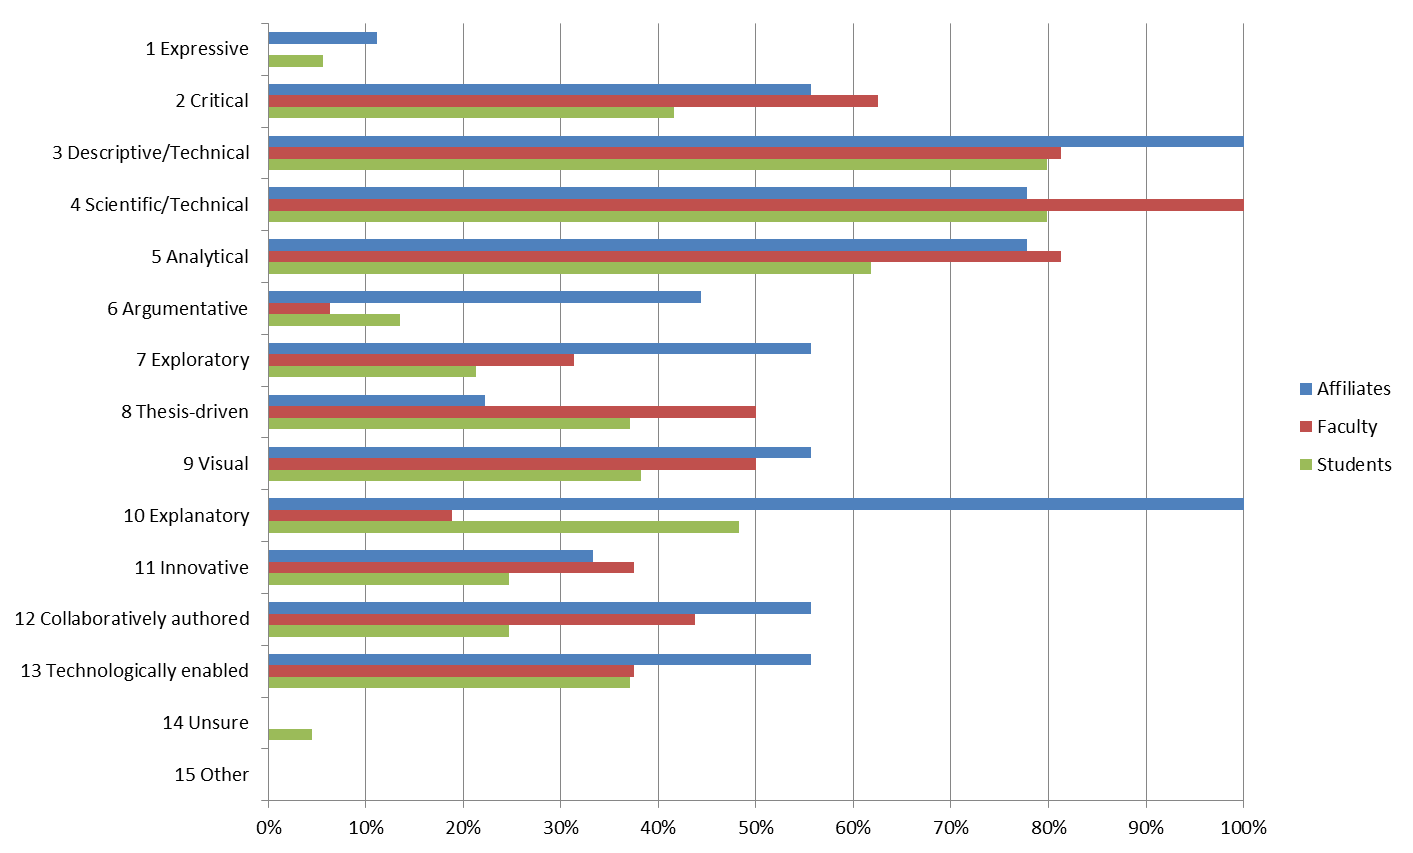 1 Expressive
2 Critical
3 Descriptive/Technical
4 Scientific/Technical
5 Analytical
6 Argumentative
7 Exploratory
8 Thesis-driven
9 Visual
10 Explanatory
11 Innovative
12 Collaboratively authored
13 Technologically enabled
14 Unsure
15 Other
0% 10% 20% 30% 40% 50% 60% 70% 80% 90% 100%
Affiliates
Faculty
Students